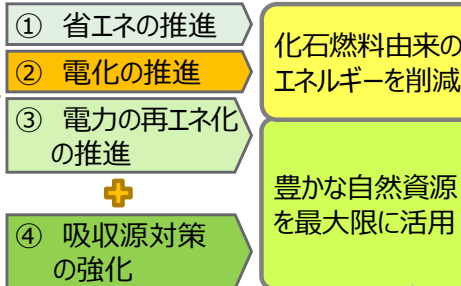 ① 省エネの推進
② 電化の推進
③ 電力の再エネ化
の推進
④ 吸収源対策
の強化
化石燃料由来の
エネルギーを削減
豊かな自然資源
を最大限に活用